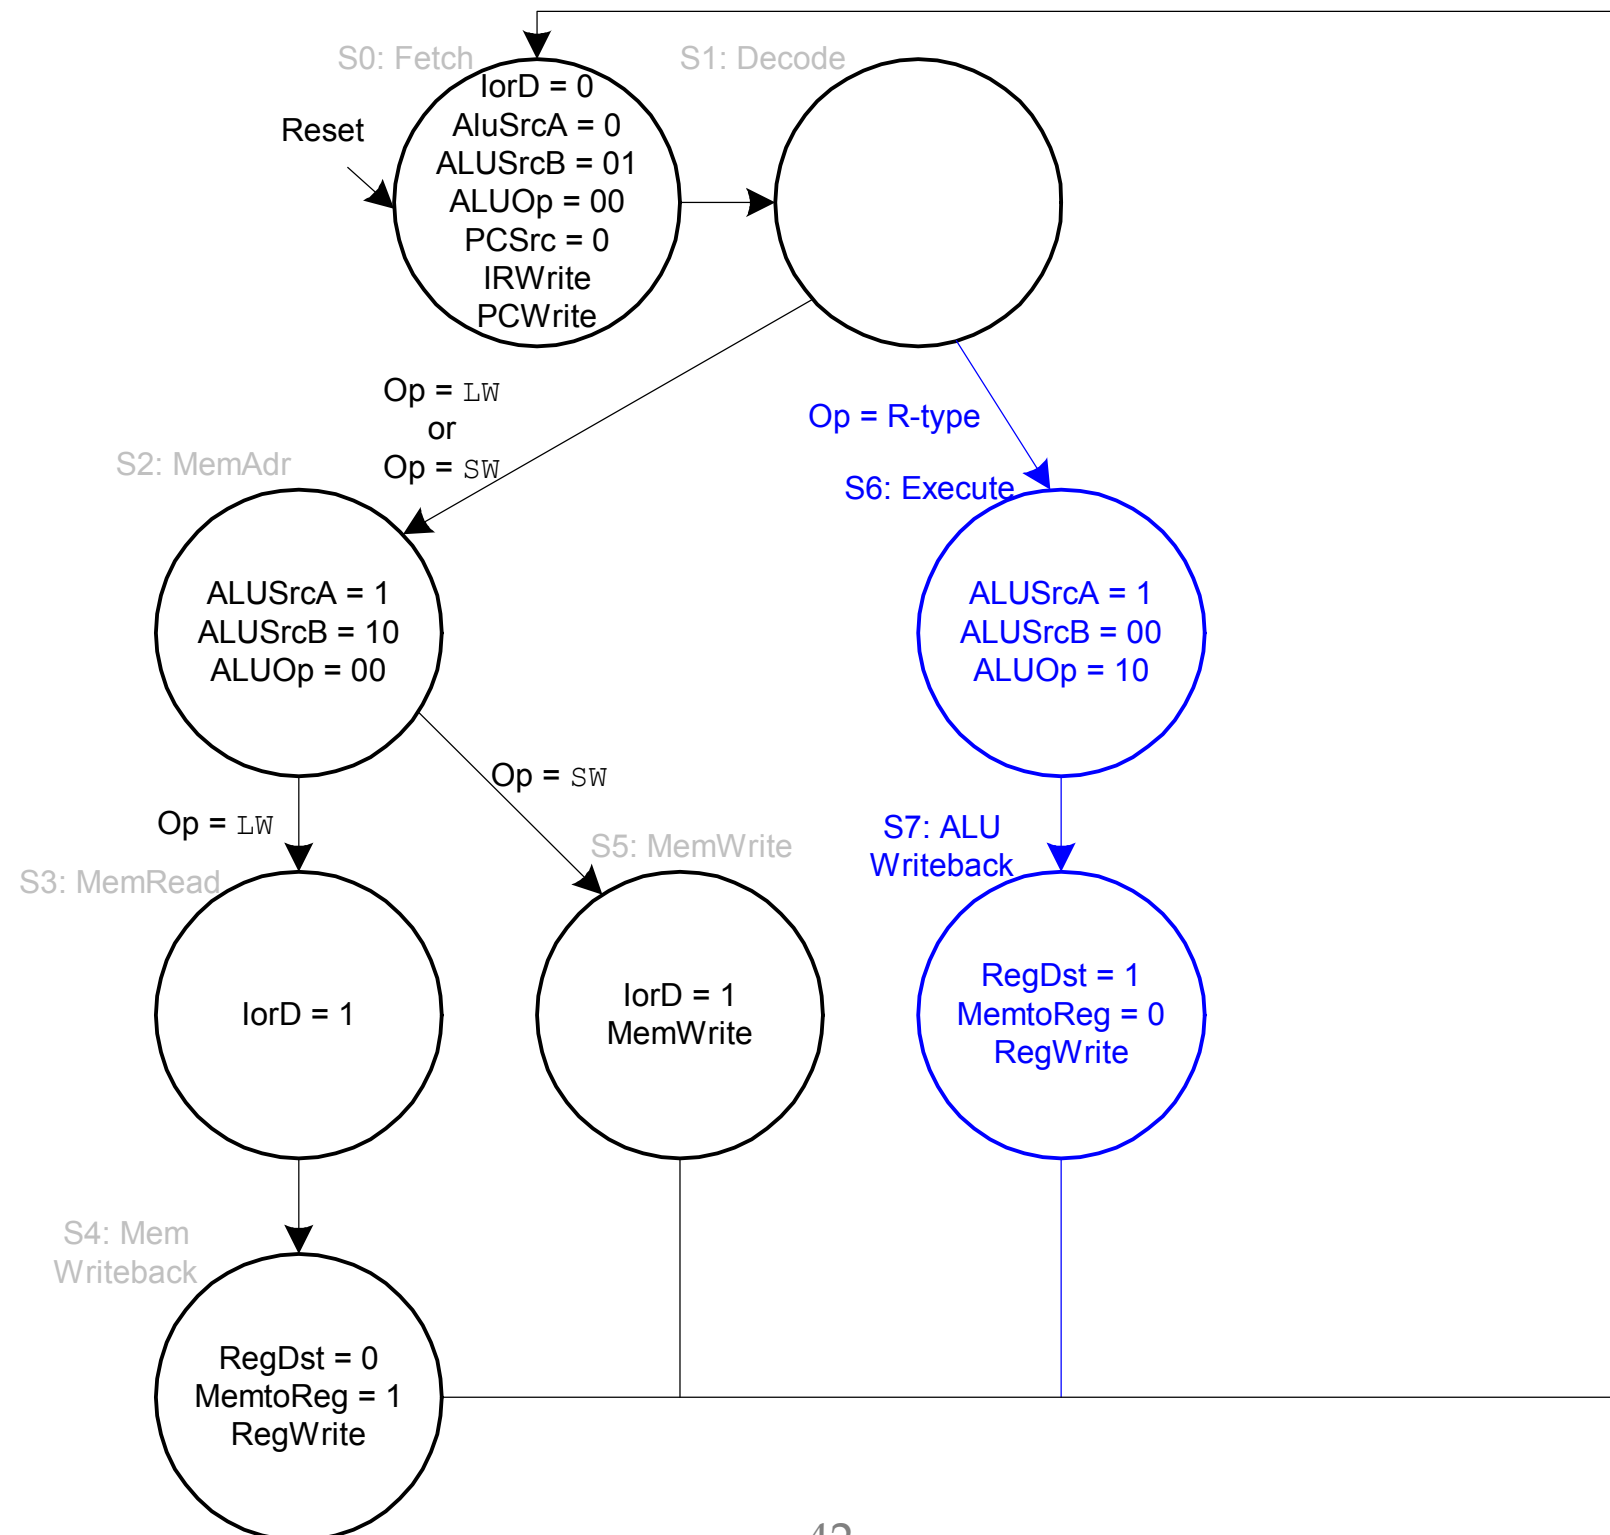 S0: Fetch
S1: Decode
Reset
IorD = 0
AluSrcA = 0
ALUSrcB = 01
ALUOp = 00
PCSrc = 0
IRWrite
PCWrite
Op = LW
or
Op = SW
Op = R-type
S2: MemAdr
S6: Execute
ALUSrcA = 1
ALUSrcB = 10
ALUOp = 00
ALUSrcA = 1
ALUSrcB = 00
ALUOp = 10
Op = SW
Op = LW
S7: ALU
Writeback
S5: MemWrite
S3: MemRead
IorD = 1
IorD = 1
MemWrite
RegDst = 1
MemtoReg = 0
RegWrite
S4: Mem
Writeback
RegDst = 0
MemtoReg = 1
RegWrite